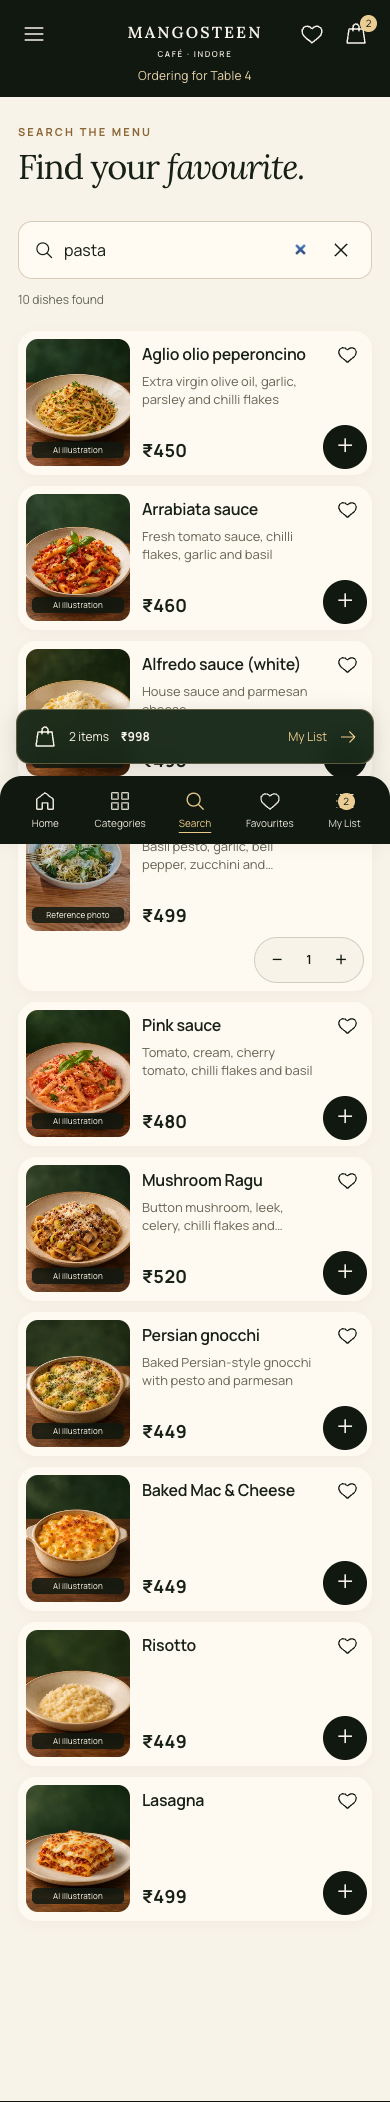 MANGOSTEEN
CAFÉ · INDORE
2
Ordering for Table 4
SEARCH THE MENU
Find your favourite.
pasta
10 dishes found
Aglio olio peperoncino
Extra virgin olive oil, garlic,
parsley and chilli flakes
AI illustration
₹450
Arrabiata sauce
Fresh tomato sauce, chilli
flakes, garlic and basil
AI illustration
₹460
Alfredo sauce (white)
House sauce and parmesan
2 items ₹998
My List
Home
Categories
Search
Favourites
2
My List
Basil pesto, garlic, bell
pepper, zucchini and...
Reference photo
₹499
1
Pink sauce
Tomato, cream, cherry
tomato, chilli flakes and basil
AI illustration
₹480
Mushroom Ragu
Button mushroom, leek,
celery, chilli flakes and...
AI illustration
₹520
Persian gnocchi
Baked Persian-style gnocchi
with pesto and parmesan
AI illustration
₹449
Baked Mac & Cheese
AI illustration
₹449
Risotto
AI illustration
₹449
Lasagna
AI illustration
₹499